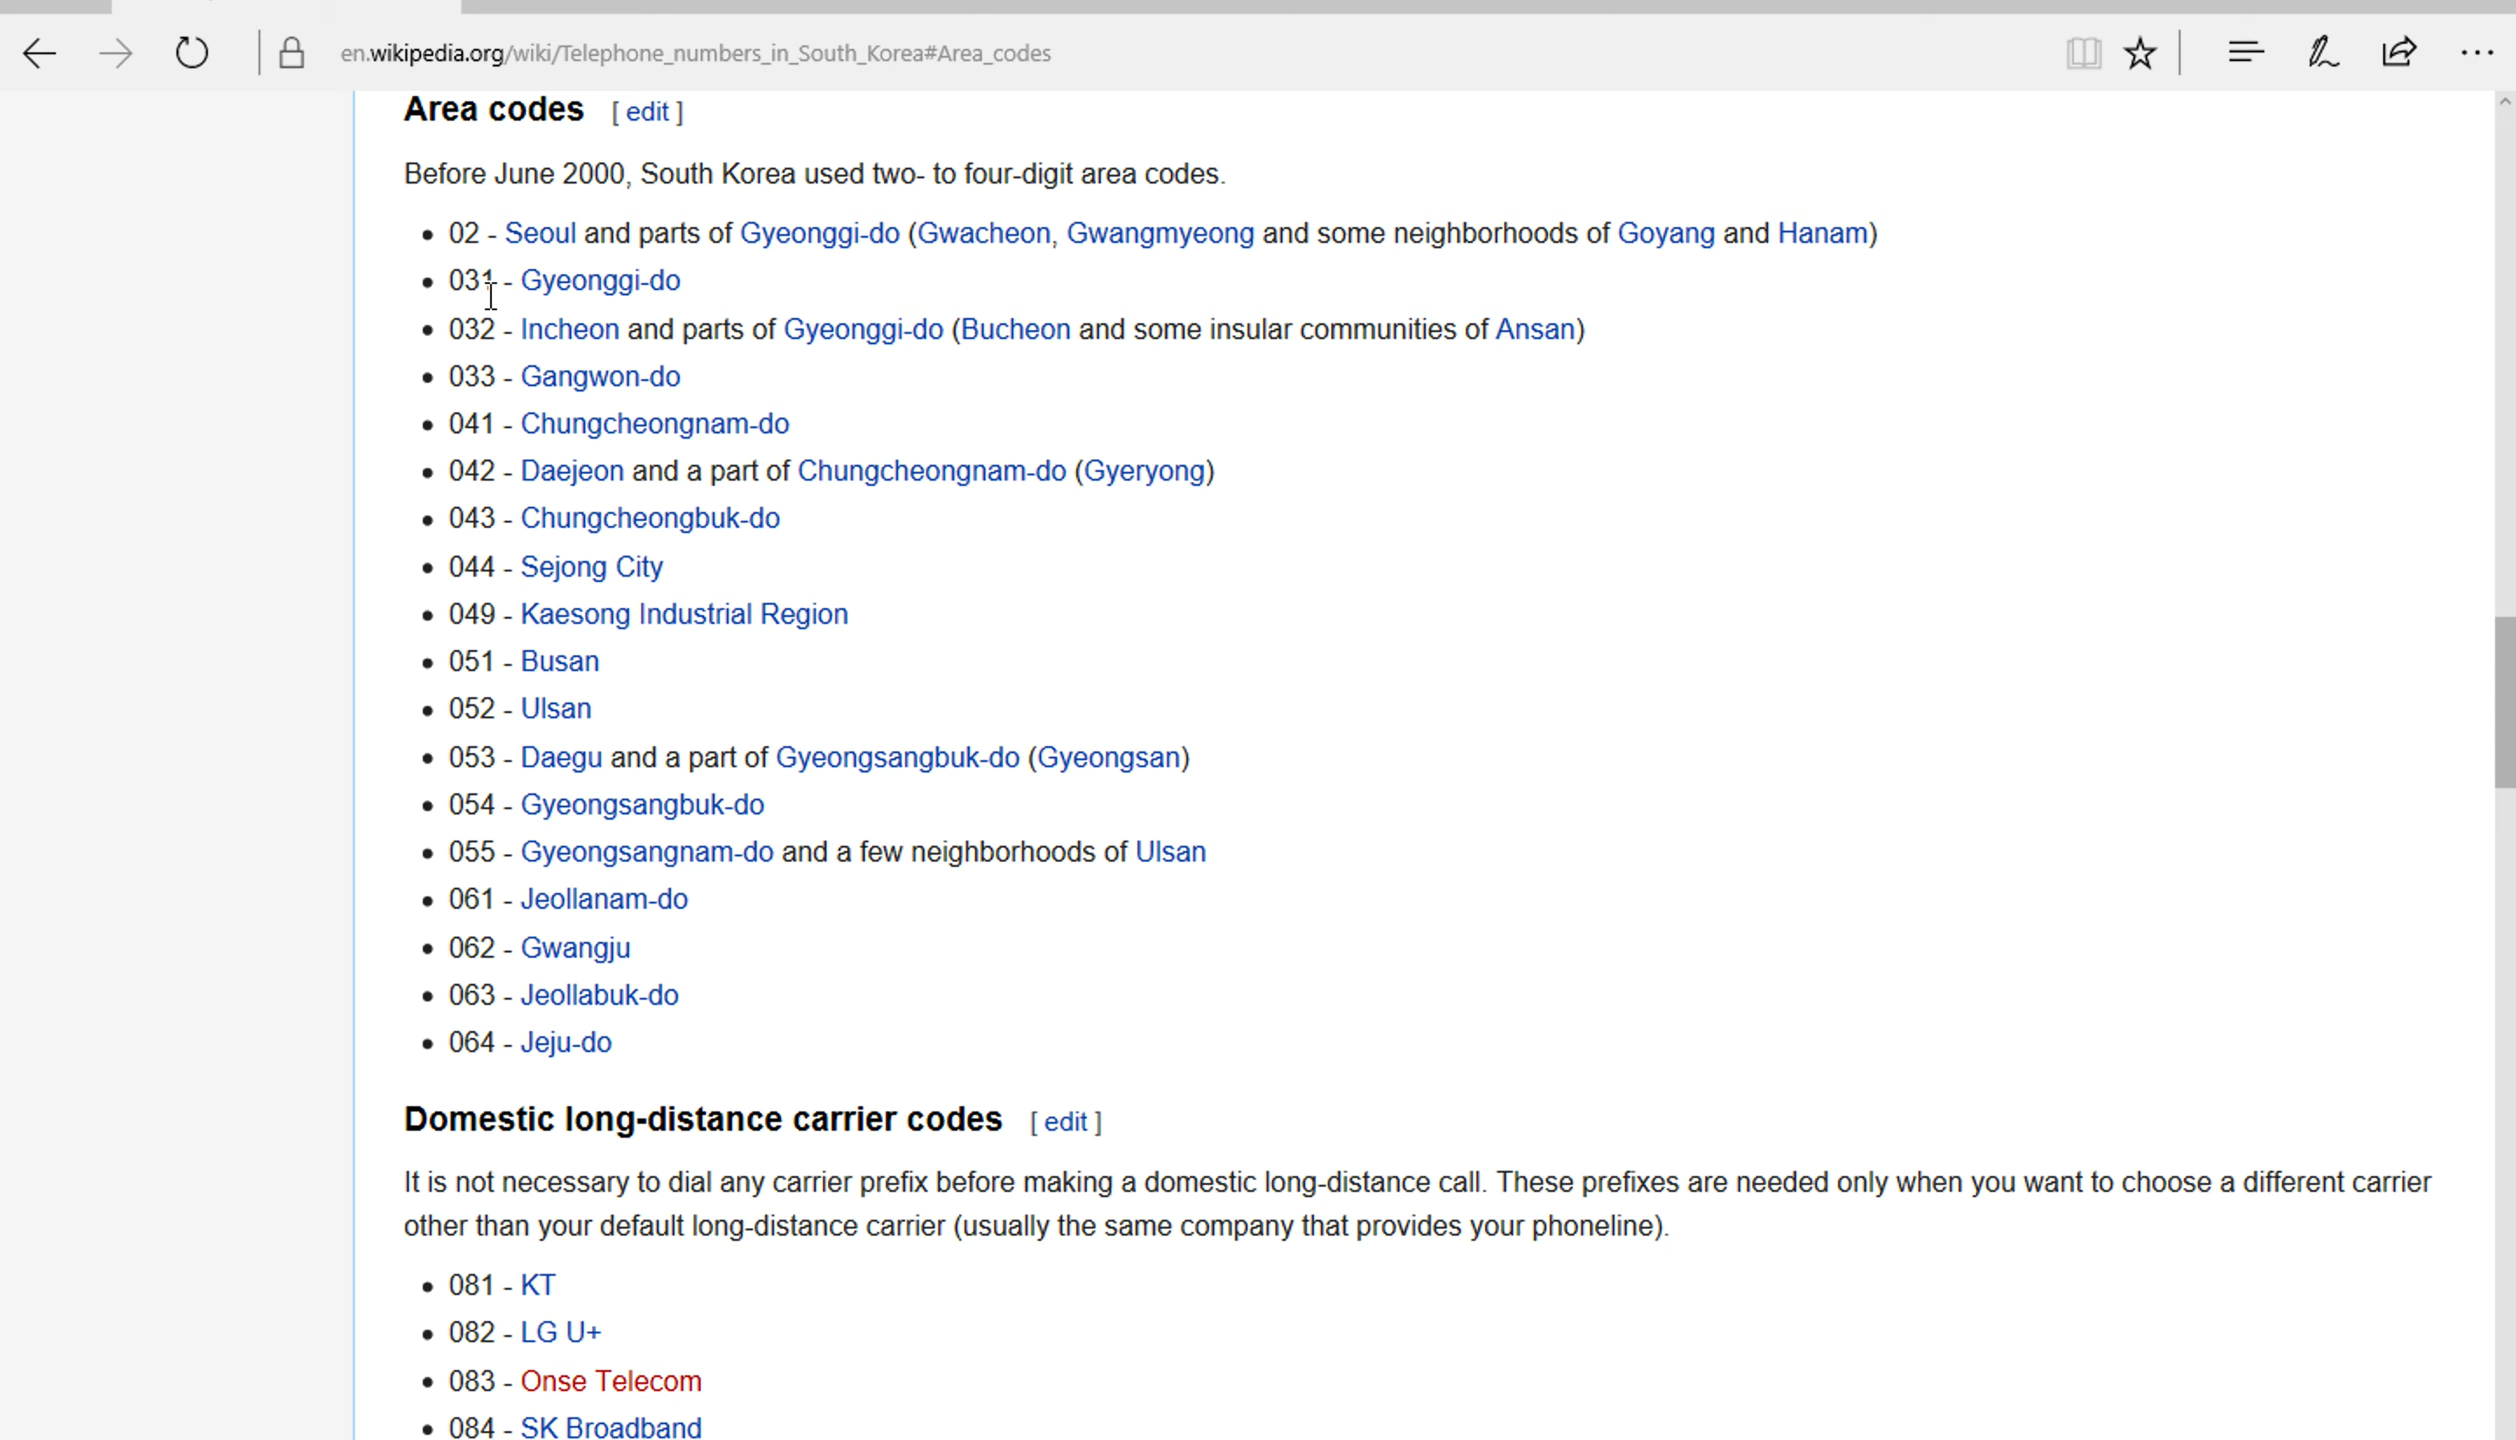 en.wikipedia.org/wiki/Telephone_numbers_in_South_Korea#Area_codes
Area codes [ edit ]
Before June 2000, South Korea used two- to four-digit area codes.
• 02 - Seoul and parts of Gyeonggi-do (Gwacheon, Gwangmyeong and some neighborhoods of Goyang and Hanam)
• 031 - Gyeonggi-do
• 032 - Incheon and parts of Gyeonggi-do (Bucheon and some insular communities of Ansan)
• 033 - Gangwon-do
• 041 - Chungcheongnam-do
• 042 - Daejeon and a part of Chungcheongnam-do (Gyeryong)
• 043 - Chungcheongbuk-do
• 044 - Sejong City
• 049 - Kaesong Industrial Region
• 051 - Busan
• 052 - Ulsan
• 053 - Daegu and a part of Gyeongsangbuk-do (Gyeongsan)
• 054 - Gyeongsangbuk-do
• 055 - Gyeongsangnam-do and a few neighborhoods of Ulsan
• 061 - Jeollanam-do
• 062 - Gwangju
• 063 - Jeollabuk-do
• 064 - Jeju-do
Domestic long-distance carrier codes [ edit ]
It is not necessary to dial any carrier prefix before making a domestic long-distance call. These prefixes are needed only when you want to choose a different carrier
other than your default long-distance carrier (usually the same company that provides your phoneline).
• 081 - KT
• 082 - LG U+
• 083 - Onse Telecom
• 084 - SK Broadband